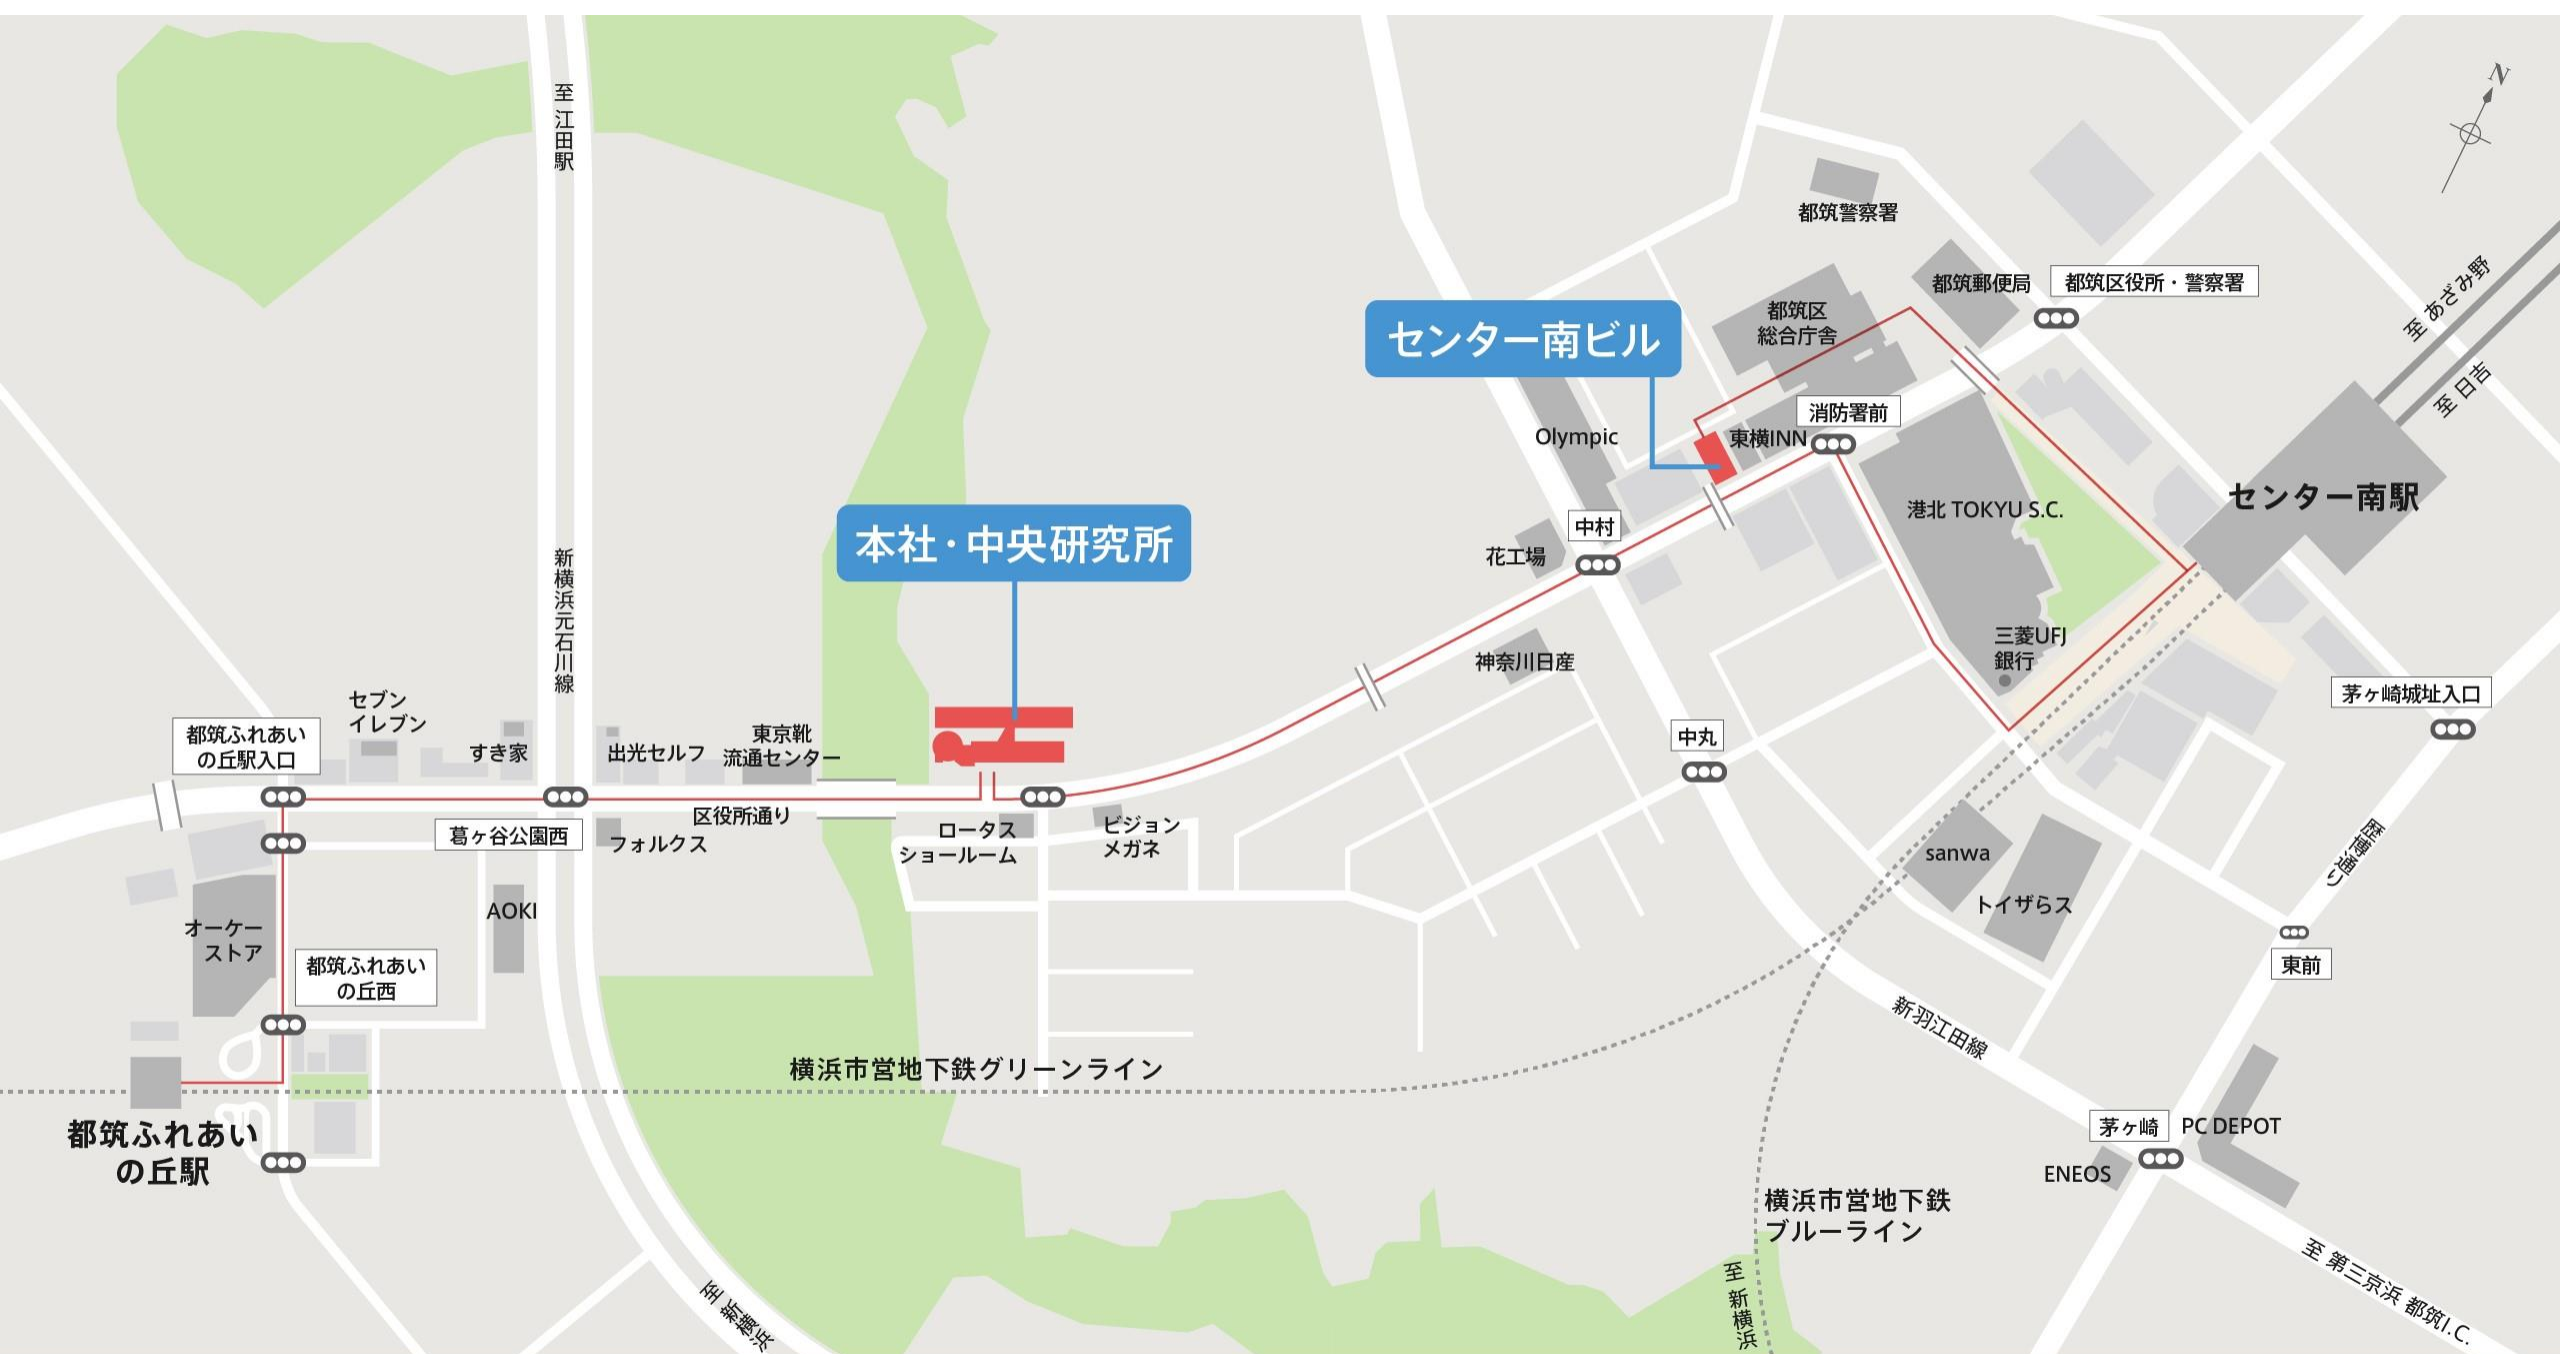 N
至 江田駅
都筑警察署
都筑郵便局
都筑区役所・警察署
至 あざみ野
都筑区
総合庁舎
センター南ビル
至 日吉
消防署前
Olympic
東横INN
センター南駅
港北 TOKYU S.C.
中村
本社・中央研究所
花工場
新横浜元石川線
三菱UFJ
銀行
神奈川日産
茅ヶ崎城址入口
セブン
イレブン
都筑ふれあい
の丘駅入口
すき家
出光セルフ
東京靴
流通センター
中丸
区役所通り
葛ヶ谷公園西
フォルクス
ロータス
ショールーム
ビジョン
メガネ
sanwa
歴博通り
トイザらス
AOKI
オーケー
ストア
都筑ふれあい
の丘西
東前
新羽江田線
横浜市営地下鉄グリーンライン
都筑ふれあい
の丘駅
茅ヶ崎
PC DEPOT
ENEOS
横浜市営地下鉄
ブルーライン
至 新横浜
至 新横浜
至 第三京浜 都筑I.C.